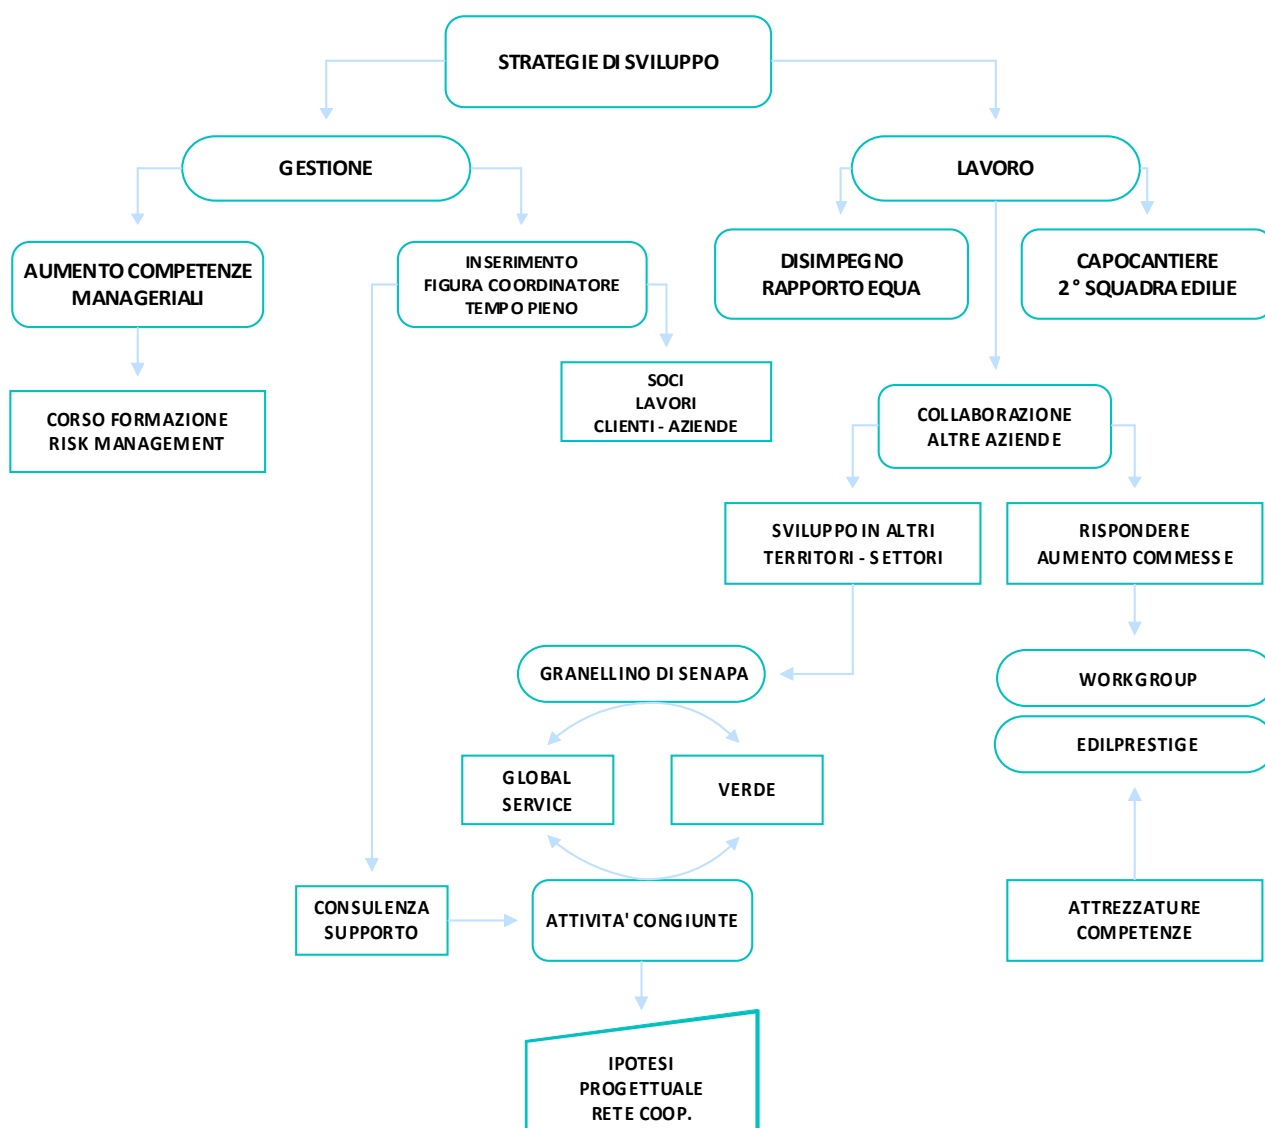 STRATEGIE DI SVILUPPO
GESTIONE
LAVORO
AUMENTO COMPETENZE
MANAGERIALI
INSERIMENTO
FIGURA COORDINATORE
TEMPO PIENO
DISIMPEGNO
RAPPORTO EQUA
CAPOCANTIERE
2° SQUADRA EDILIE
CORSO FORMAZIONE
RISK MANAGEMENT
SOCI
LAVORI
CLIENTI - AZIENDE
COLLABORAZIONE
ALTRE AZIENDE
SVILUPPO IN ALTRI
TERRITORI - SETTORI
RISPONDERE
AUMENTO COMMESSE
GRANELLINO DI SENAPA
WORKGROUP
EDILPRESTIGE
GLOBAL
SERVICE
VERDE
CONSULENZA
SUPPORTO
ATTIVITA' CONGIUNTE
ATTREZZATURE
COMPETENZE
IPOTESI
PROGETTUALE
RETE COOP.